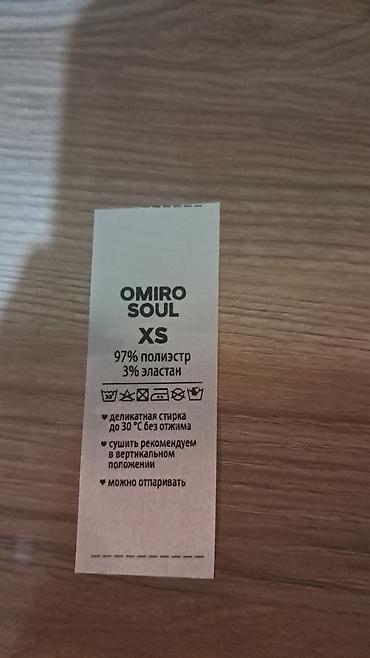 OMIRO
SOUL
XS
97% полиэстр
3% эластан
30°
♥ деликатная стирка
до 30 °C без отжима
♥ сушить рекомендуем
в вертикальном
положении
♥ можно отпаривать